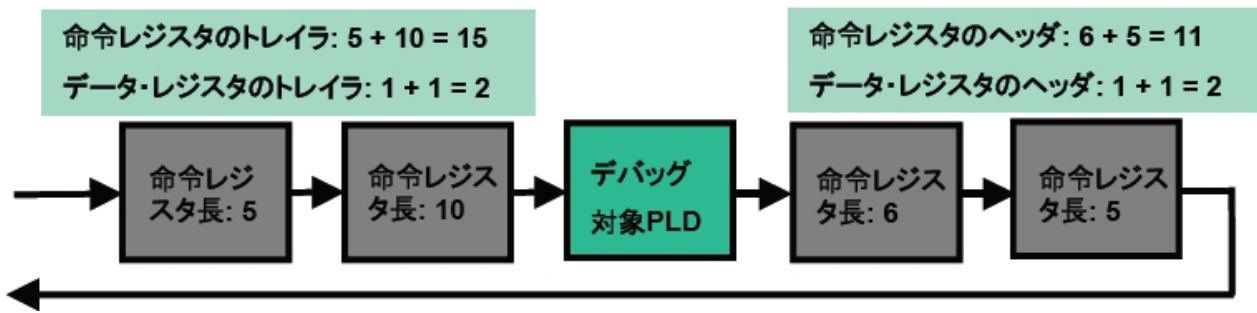 命令レジスタのトレイラ: 5 + 10 = 15
データ・レジスタのトレイラ: 1 + 1 = 2
命令レジスタのヘッダ: 6 + 5 = 11
データ・レジスタのヘッダ: 1 + 1 = 2
命令レジ
スタ長: 5
命令レジス
タ長: 10
デバッグ
対象PLD
命令レジス
タ長: 6
命令レジス
タ長: 5